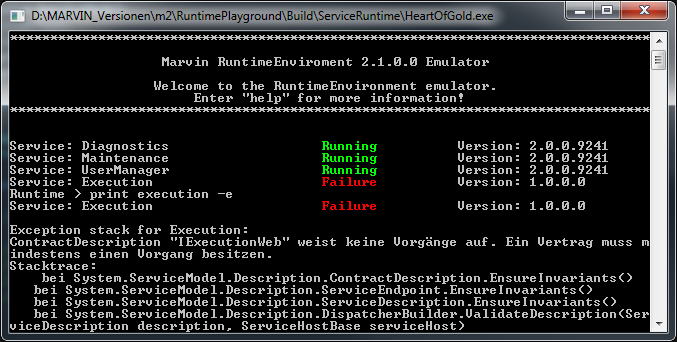 D:\MARVIN_Versionen\m2\RuntimePlayground\Build\ServiceRuntime\HeartOfGold.exe
********************************************************************************
Marvin RuntimeEnviroment 2.1.0.0 Emulator
Welcome to the RuntimeEnvironment emulator.
Enter "help" for more information!
********************************************************************************
Service: Diagnostics Running Version: 2.0.0.9241
Service: Maintenance Running Version: 2.0.0.9241
Service: UserManager Running Version: 2.0.0.9241
Service: Execution Failure Version: 1.0.0.0
Runtime > print execution -e
Service: Execution Failure Version: 1.0.0.0
Exception stack for Execution:
ContractDescription "IExecutionWeb" weist keine Vorgänge auf. Ein Vertrag muss m
indestens einen Vorgang besitzen.
Stacktrace:
bei System.ServiceModel.Description.ContractDescription.EnsureInvariants()
bei System.ServiceModel.Description.ServiceEndpoint.EnsureInvariants()
bei System.ServiceModel.Description.ServiceDescription.EnsureInvariants()
bei System.ServiceModel.Description.DispatcherBuilder.ValidateDescription(Ser
viceDescription description, ServiceHostBase serviceHost)